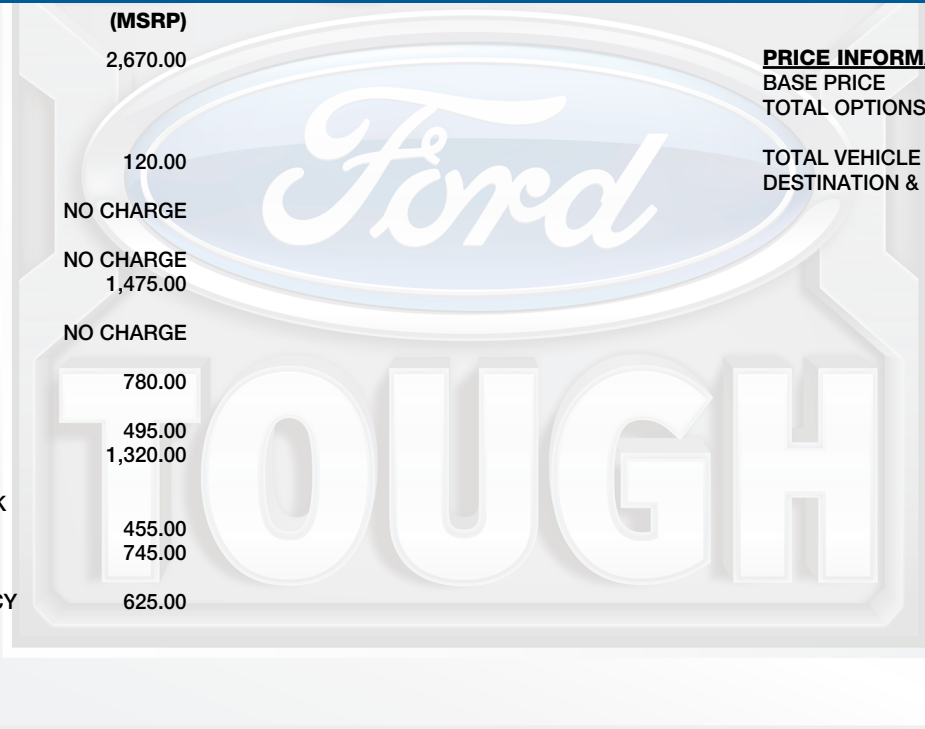 (MSRP)
2,670.00
120.00
NO CHARGE
NO CHARGE
1,475.00
NO CHARGE
780.00
495.00
1,320.00
K
455.00
745.00
CY 625.00
PRICE INFORMA
BASE PRICE
TOTAL OPTIONS
TOTAL VEHICLE
DESTINATION &
Ford
TOUGH